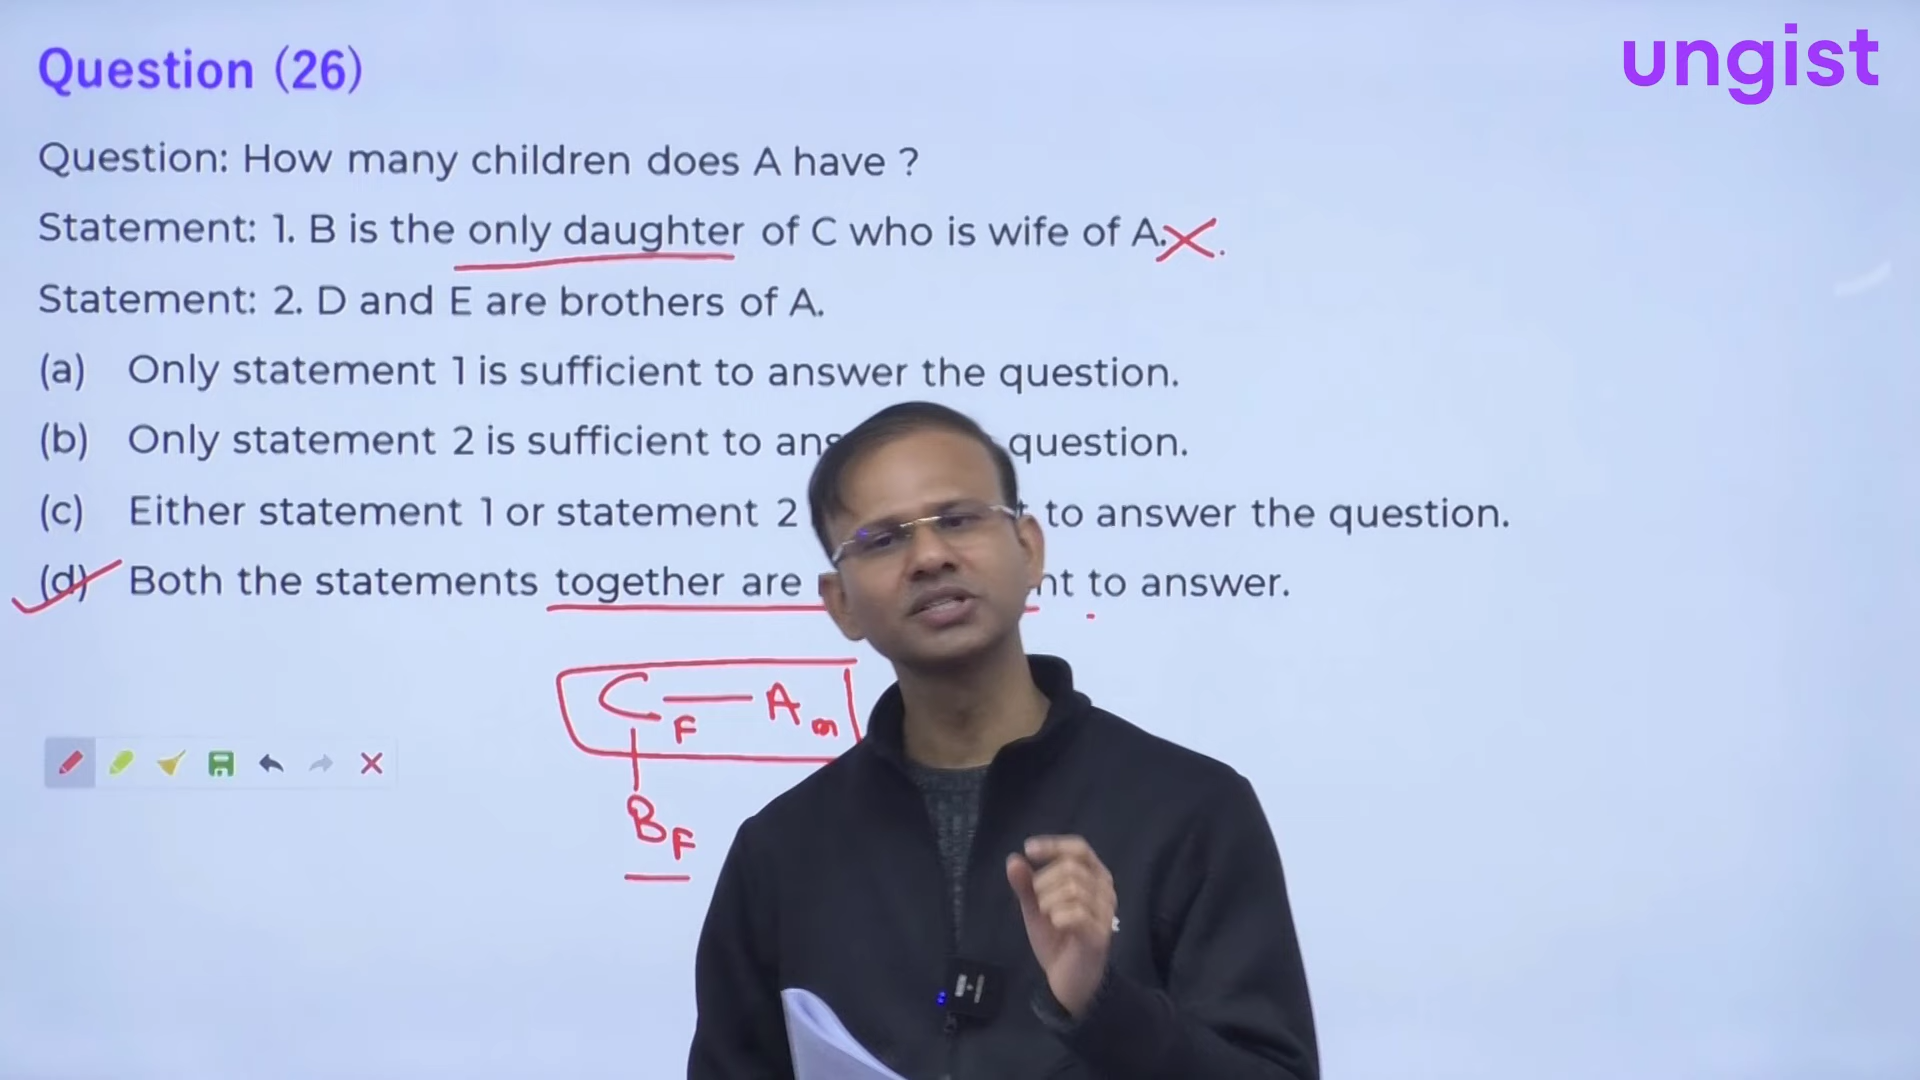 Question (26)
ungist
Question: How many children does A have ?
Statement: 1. B is the only daughter of C who is wife of A.
Statement: 2. D and E are brothers of A.
(a) Only statement 1 is sufficient to answer the question.
(b) Only statement 2 is sufficient to question.
(c) Either statement 1 or statement 2 to answer the question.
(d) Both the statements together are to answer.
C F A m
B F